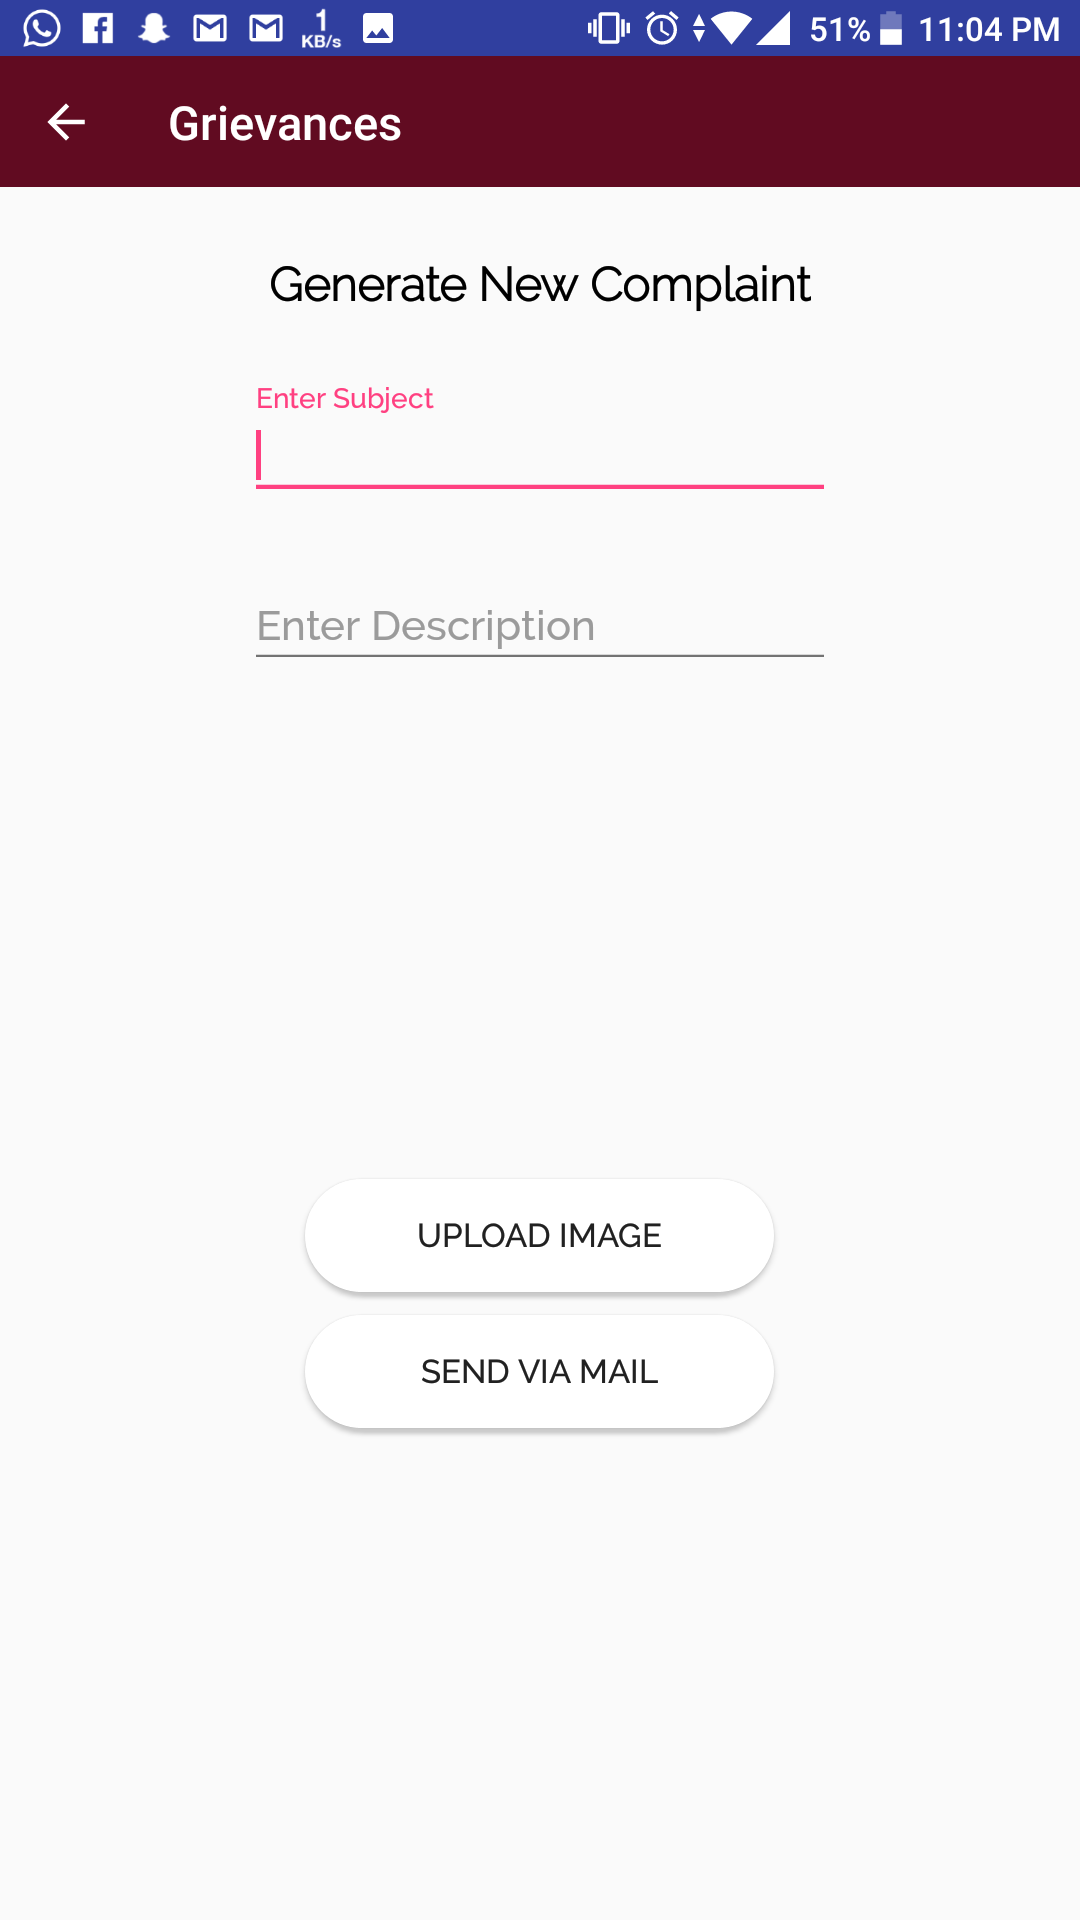 1
KB/s
51%
11:04 PM
Grievances
Generate New Complaint
Enter Subject
Enter Description
UPLOAD IMAGE
SEND VIA MAIL